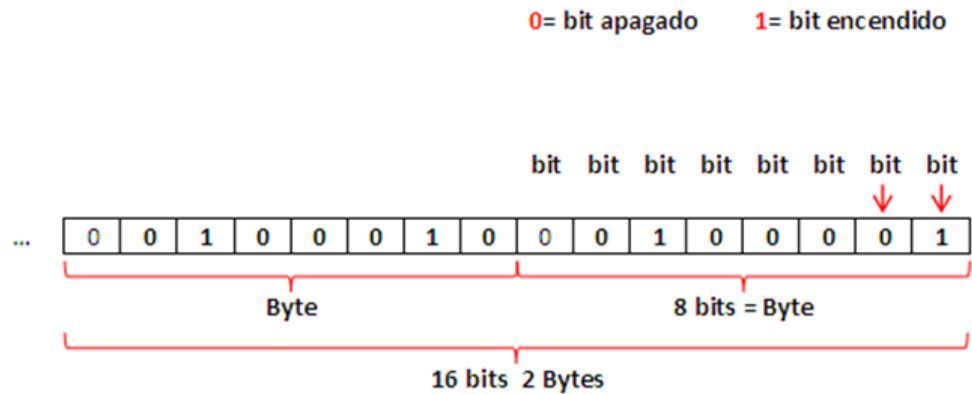 0= bit apagado 1= bit encendido
bit bit bit bit bit bit bit bit
... 0 0 1 0 0 0 1 0 0 0 1 0 0 0 0 1
Byte 8 bits = Byte
16 bits 2 Bytes